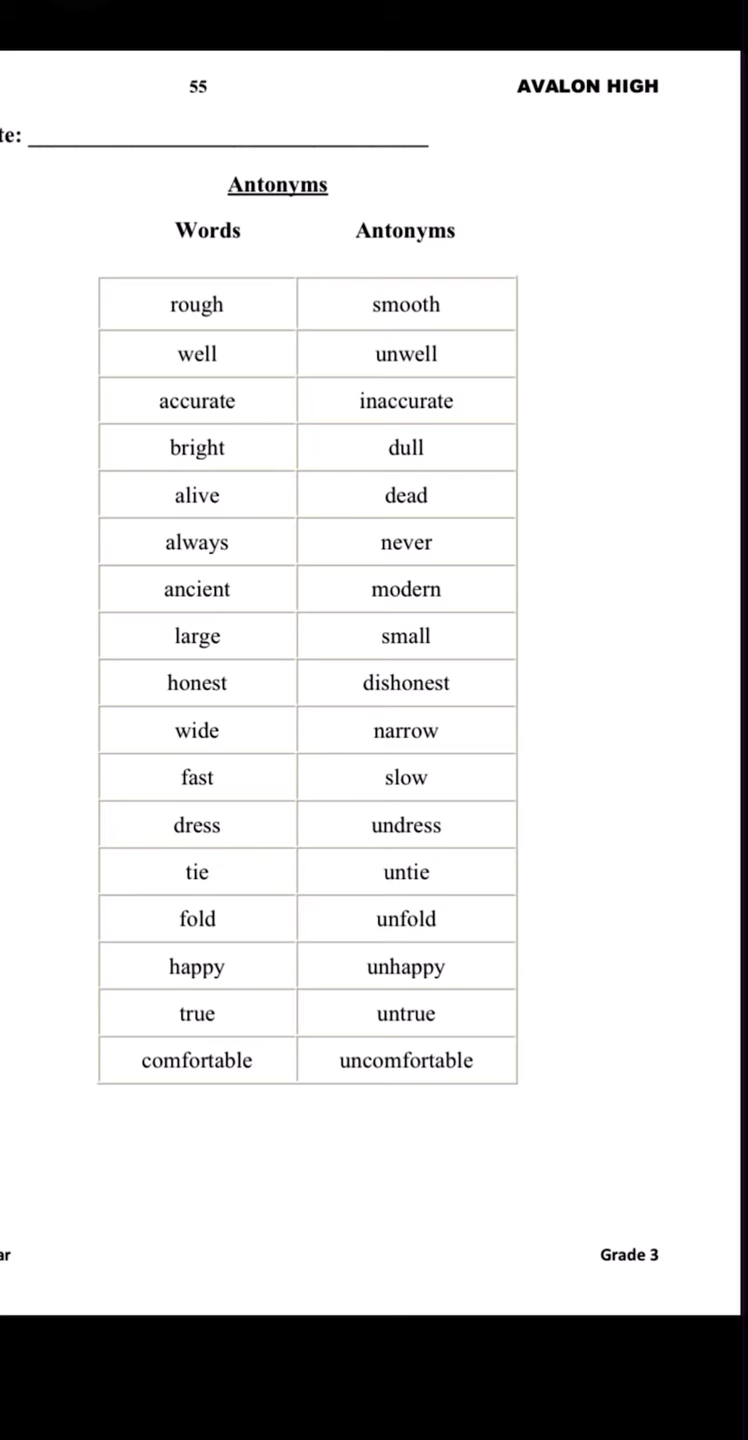 55 AVALON HIGH
te: ______________________________
Antonyms
Words Antonyms
rough smooth
well unwell
accurate inaccurate
bright dull
alive dead
always never
ancient modern
large small
honest dishonest
wide narrow
fast slow
dress undress
tie untie
fold unfold
happy unhappy
true untrue
comfortable uncomfortable
ar Grade 3